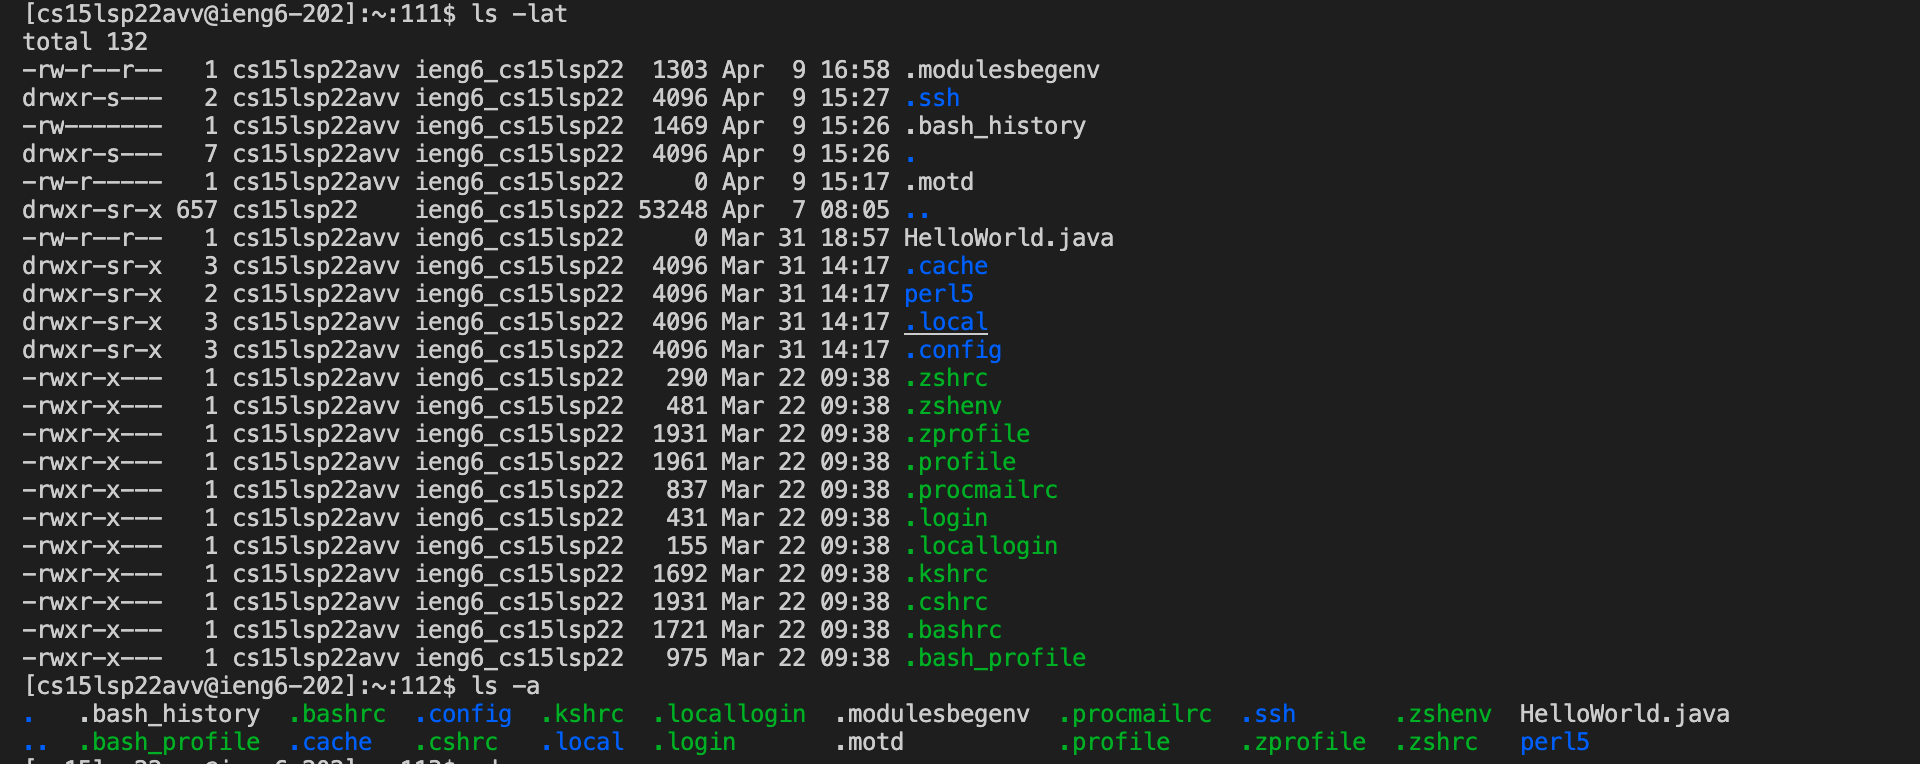 [cs15lsp22avv@ieng6-202]:~:111$ ls -lat
total 132
-rw-r--r--   1 cs15lsp22avv ieng6_cs15lsp22  1303 Apr  9 16:58 .modulesbegenv
drwxr-s---   2 cs15lsp22avv ieng6_cs15lsp22  4096 Apr  9 15:27 .ssh
-rw-------   1 cs15lsp22avv ieng6_cs15lsp22  1469 Apr  9 15:26 .bash_history
drwxr-s---   7 cs15lsp22avv ieng6_cs15lsp22  4096 Apr  9 15:26 .
-rw-r-----   1 cs15lsp22avv ieng6_cs15lsp22     0 Apr  9 15:17 .motd
drwxr-sr-x 657 cs15lsp22    ieng6_cs15lsp22 53248 Apr  7 08:05 ..
-rw-r--r--   1 cs15lsp22avv ieng6_cs15lsp22     0 Mar 31 18:57 HelloWorld.java
drwxr-sr-x   3 cs15lsp22avv ieng6_cs15lsp22  4096 Mar 31 14:17 .cache
drwxr-sr-x   2 cs15lsp22avv ieng6_cs15lsp22  4096 Mar 31 14:17 perl5
drwxr-sr-x   3 cs15lsp22avv ieng6_cs15lsp22  4096 Mar 31 14:17 .local
drwxr-sr-x   3 cs15lsp22avv ieng6_cs15lsp22  4096 Mar 31 14:17 .config
-rwxr-x---   1 cs15lsp22avv ieng6_cs15lsp22   290 Mar 22 09:38 .zshrc
-rwxr-x---   1 cs15lsp22avv ieng6_cs15lsp22   481 Mar 22 09:38 .zshenv
-rwxr-x---   1 cs15lsp22avv ieng6_cs15lsp22  1931 Mar 22 09:38 .zprofile
-rwxr-x---   1 cs15lsp22avv ieng6_cs15lsp22  1961 Mar 22 09:38 .profile
-rwxr-x---   1 cs15lsp22avv ieng6_cs15lsp22   837 Mar 22 09:38 .procmailrc
-rwxr-x---   1 cs15lsp22avv ieng6_cs15lsp22   431 Mar 22 09:38 .login
-rwxr-x---   1 cs15lsp22avv ieng6_cs15lsp22   155 Mar 22 09:38 .locallogin
-rwxr-x---   1 cs15lsp22avv ieng6_cs15lsp22  1692 Mar 22 09:38 .kshrc
-rwxr-x---   1 cs15lsp22avv ieng6_cs15lsp22  1931 Mar 22 09:38 .cshrc
-rwxr-x---   1 cs15lsp22avv ieng6_cs15lsp22  1721 Mar 22 09:38 .bashrc
-rwxr-x---   1 cs15lsp22avv ieng6_cs15lsp22   975 Mar 22 09:38 .bash_profile
[cs15lsp22avv@ieng6-202]:~:112$ ls -a
.   .bash_history  .bashrc  .config  .kshrc  .locallogin  .modulesbegenv  .procmailrc  .ssh       .zshenv  HelloWorld.java
..  .bash_profile  .cache   .cshrc   .local  .login       .motd           .profile     .zprofile  .zshrc   perl5